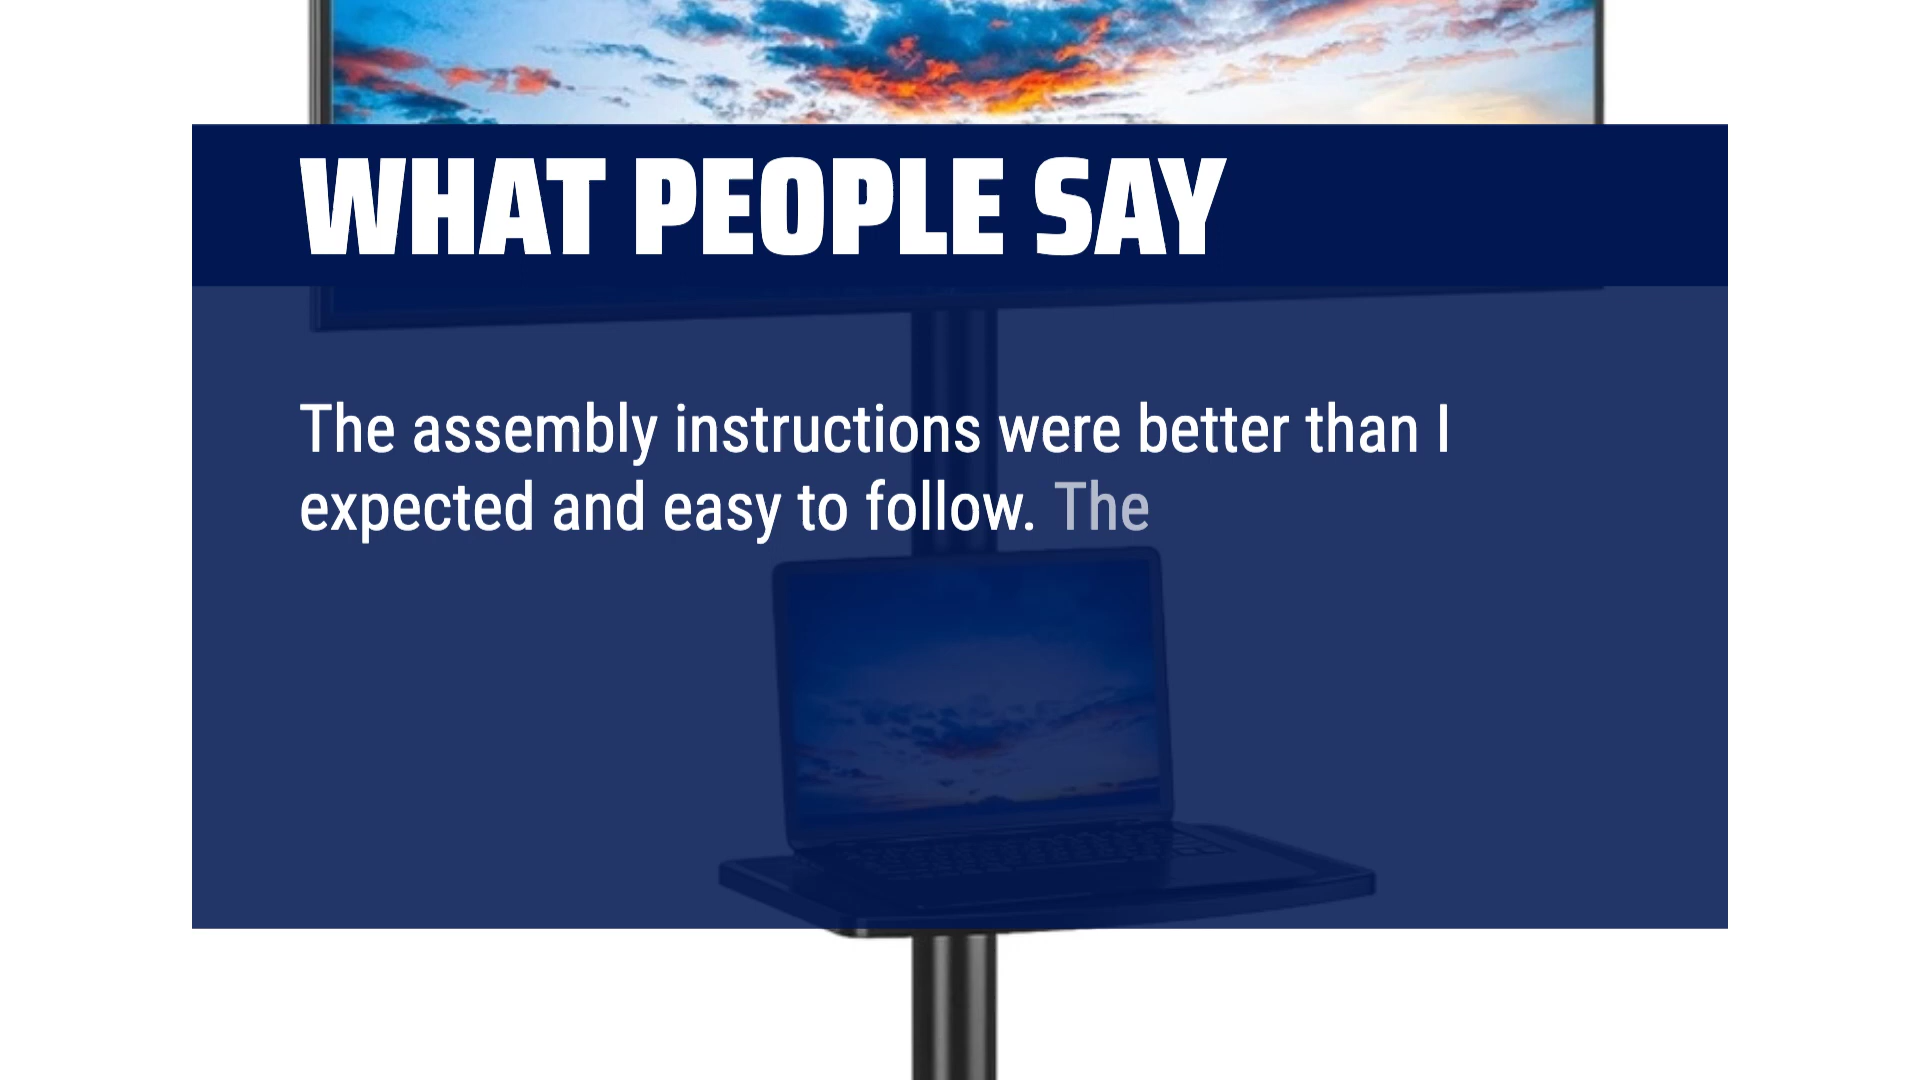 WHAT PEOPLE SAY
The assembly instructions were better than I
expected and easy to follow. The